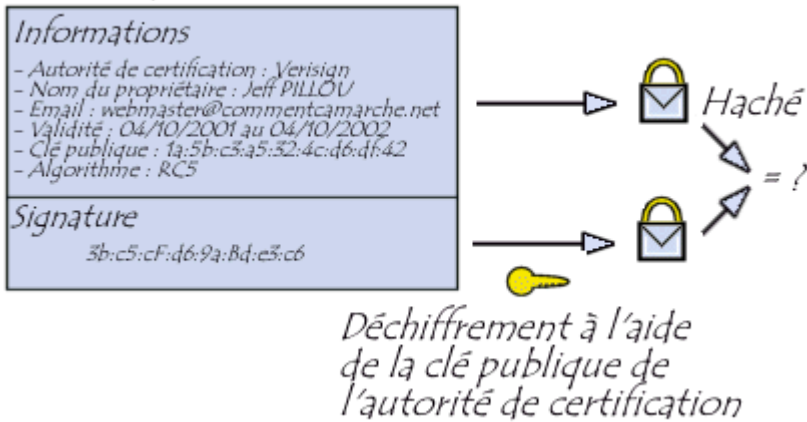 Informations
- Autorité de certification : Verisign
- Nom du propriétaire : Jeff PILLOU
- Email : webmaster@commentcamarche.net
- Validité : 04/10/2001 au 04/10/2002
- Clé publique : 1a:5b:c3:a5:32:4c:d6:df:42
- Algorithme : RC5
Haché
= ?
Signature
3b:c5:cF:d6:9a:Bd:e3:c6
Déchiffrement à l'aide
de la clé publique de
l'autorité de certification